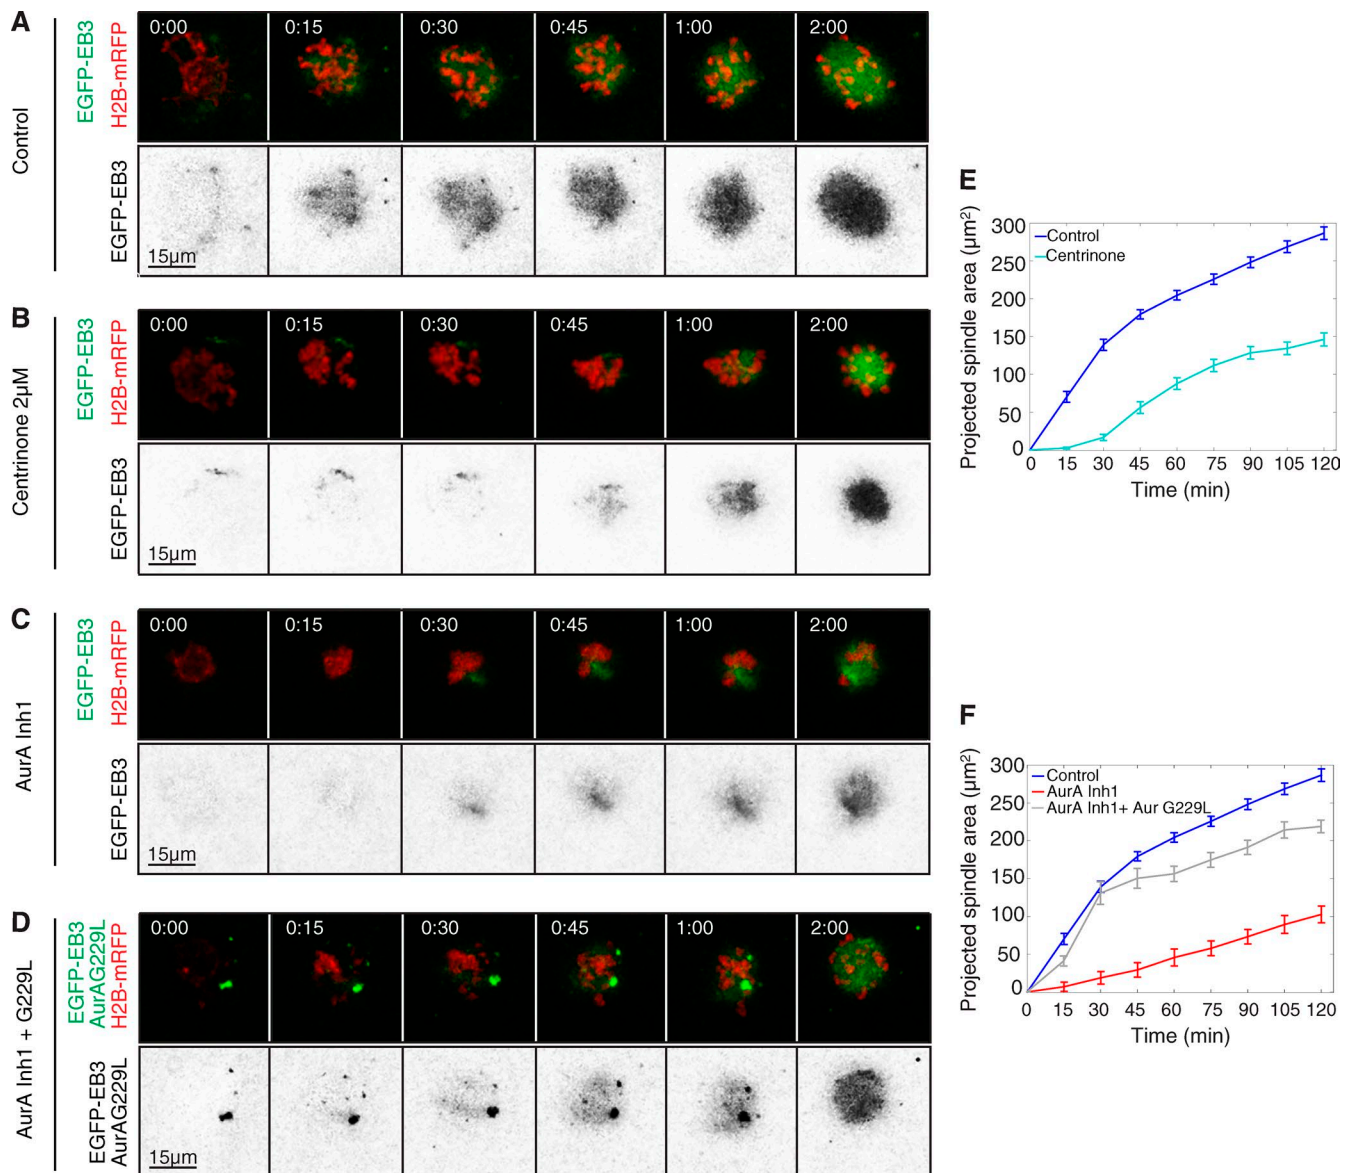 A
Control
EGFP-EB3
H2B-mRFP
0:00
0:15
0:30
0:45
1:00
2:00
EGFP-EB3
15µm
B
Centrinone 2µM
EGFP-EB3
H2B-mRFP
0:00
0:15
0:30
0:45
1:00
2:00
EGFP-EB3
15µm
C
AurA Inh1
EGFP-EB3
H2B-mRFP
0:00
0:15
0:30
0:45
1:00
2:00
EGFP-EB3
15µm
D
AurA Inh1 + G229L
EGFP-EB3
AurAG229L
H2B-mRFP
0:00
0:15
0:30
0:45
1:00
2:00
EGFP-EB3
AurAG229L
15µm
E
Projected spindle area (µm²)
300
250
200
150
100
50
0
Control
Centrinone
0 15 30 45 60 75 90 105 120
Time (min)
F
Projected spindle area (µm²)
300
250
200
150
100
50
0
Control
AurA Inh1
AurA Inh1+ Aur G229L
0 15 30 45 60 75 90 105 120
Time (min)